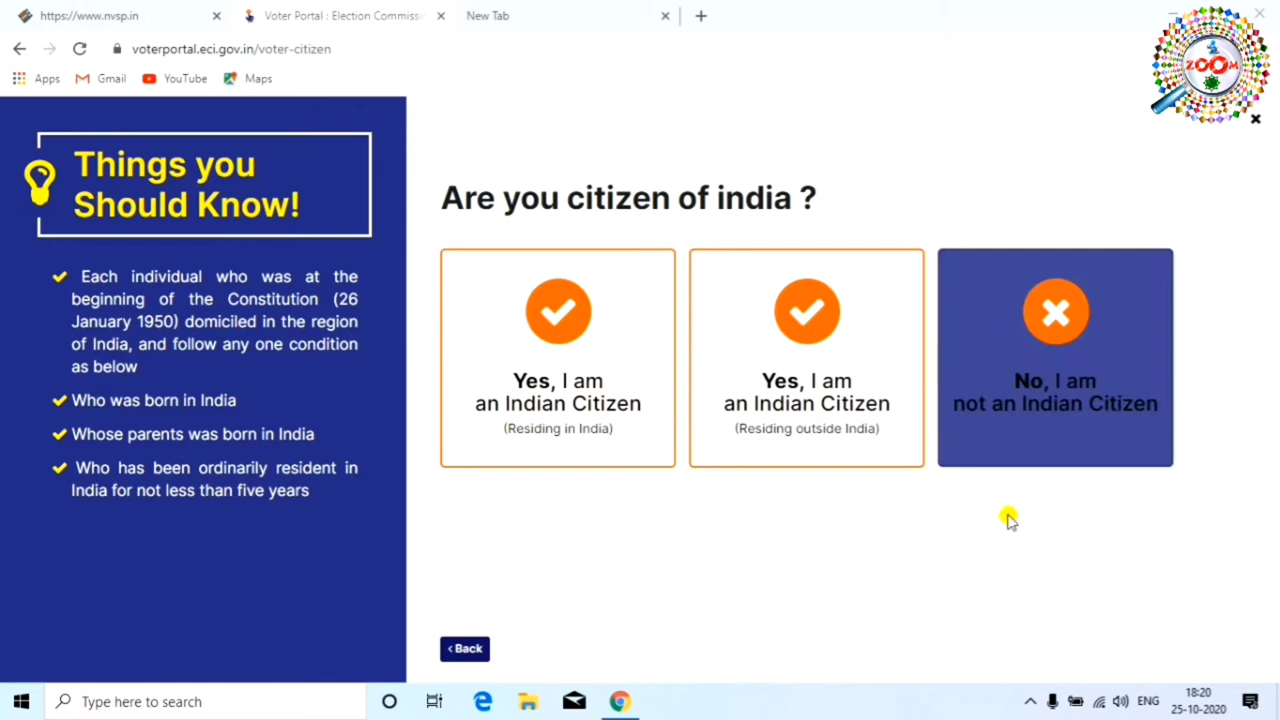 https://www.nvsp.in
Voter Portal : Election Commissi
New Tab
voterportal.eci.gov.in/voter-citizen
Apps
Gmail
YouTube
Maps
ZOOM
Things you
Should Know!
Each individual who was at the
beginning of the Constitution (26
January 1950) domiciled in the region
of India, and follow any one condition
as below
Who was born in India
Whose parents was born in India
Who has been ordinarily resident in
India for not less than five years
Are you citizen of india ?
Yes, I am
an Indian Citizen
(Residing in India)
Yes, I am
an Indian Citizen
(Residing outside India)
No, I am
not an Indian Citizen
‹ Back
Type here to search
ENG
18:20
25-10-2020